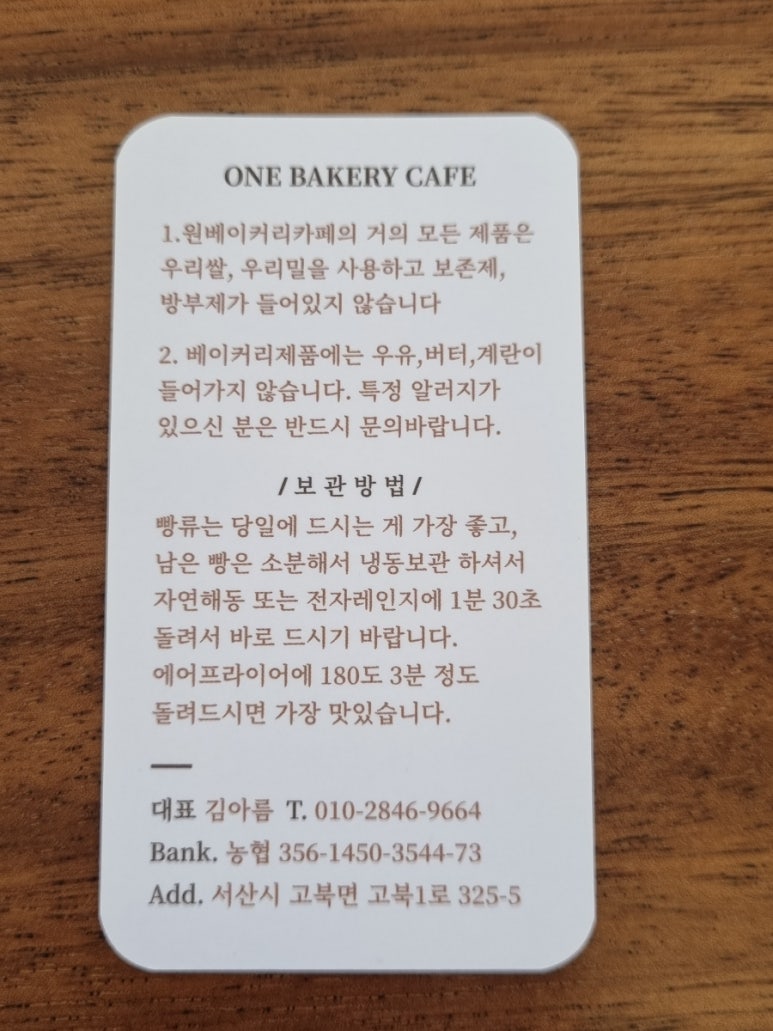 ONE BAKERY CAFE
1.원베이커리카페의 거의 모든 제품은
우리쌀, 우리밀을 사용하고 보존제,
방부제가 들어있지 않습니다
2. 베이커리제품에는 우유,버터,계란이
들어가지 않습니다. 특정 알러지가
있으신 분은 반드시 문의바랍니다.
/보관방법/
빵류는 당일에 드시는 게 가장 좋고,
남은 빵은 소분해서 냉동보관 하셔서
자연해동 또는 전자레인지에 1분 30초
돌려서 바로 드시기 바랍니다.
에어프라이어에 180도 3분 정도
돌려드시면 가장 맛있습니다.
대표 김아름 T. 010-2846-9664
Bank. 농협 356-1450-3544-73
Add. 서산시 고북면 고북1로 325-5